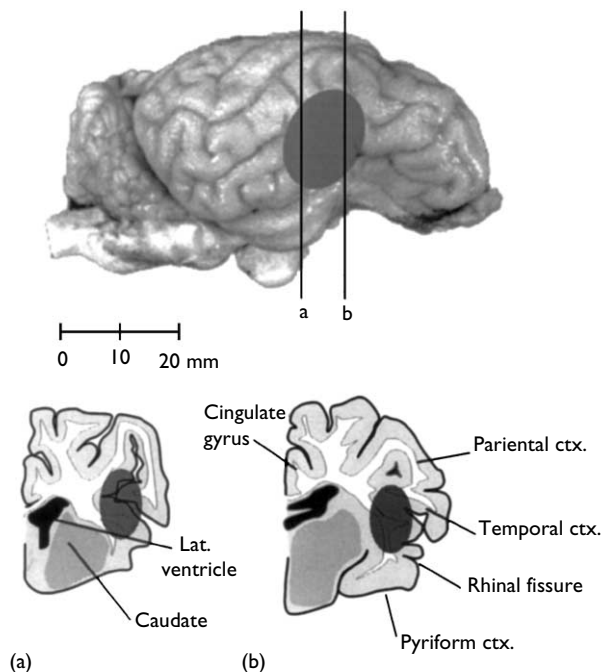 a
b
0
10
20 mm
Cingulate
gyrus
Pariental ctx.
Temporal ctx.
Lat.
ventricle
Rhinal fissure
Caudate
Pyriform ctx.
(a)
(b)